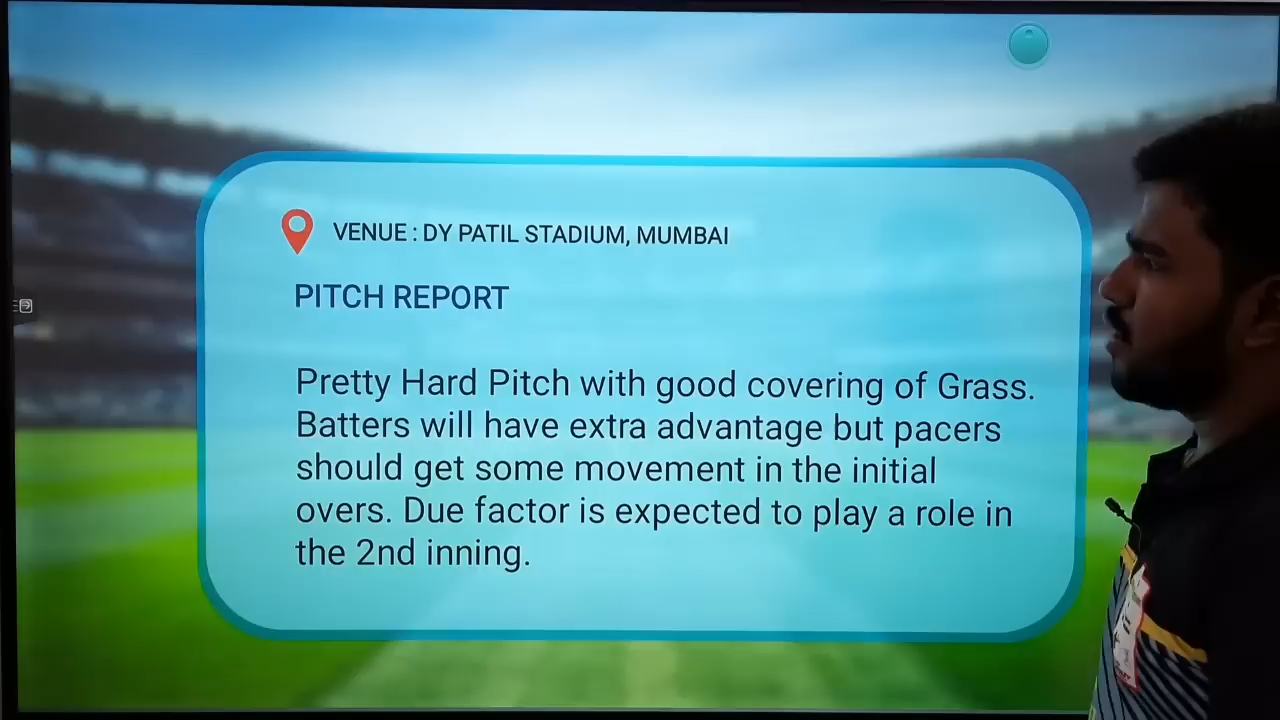 VENUE : DY PATIL STADIUM, MUMBAI
PITCH REPORT
Pretty Hard Pitch with good covering of Grass.
Batters will have extra advantage but pacers
should get some movement in the initial
overs. Due factor is expected to play a role in
the 2nd inning.